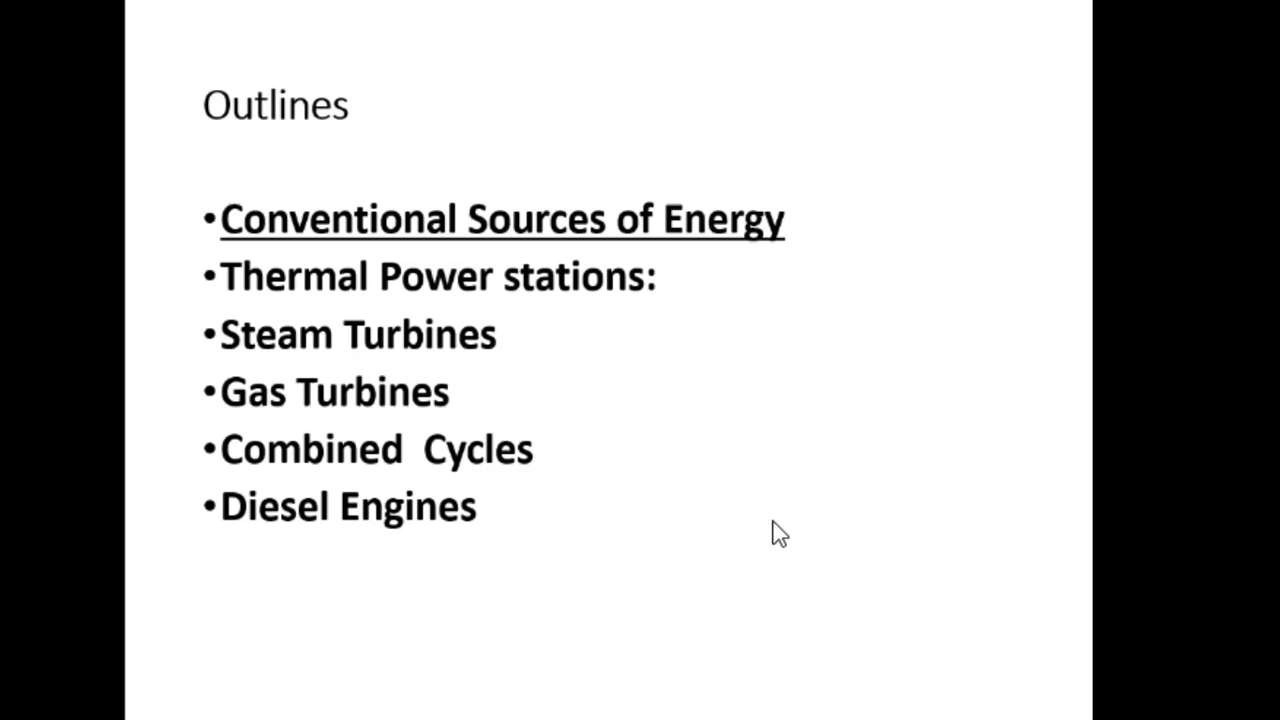 Outlines
•Conventional Sources of Energy
•Thermal Power stations:
•Steam Turbines
•Gas Turbines
•Combined  Cycles
•Diesel Engines